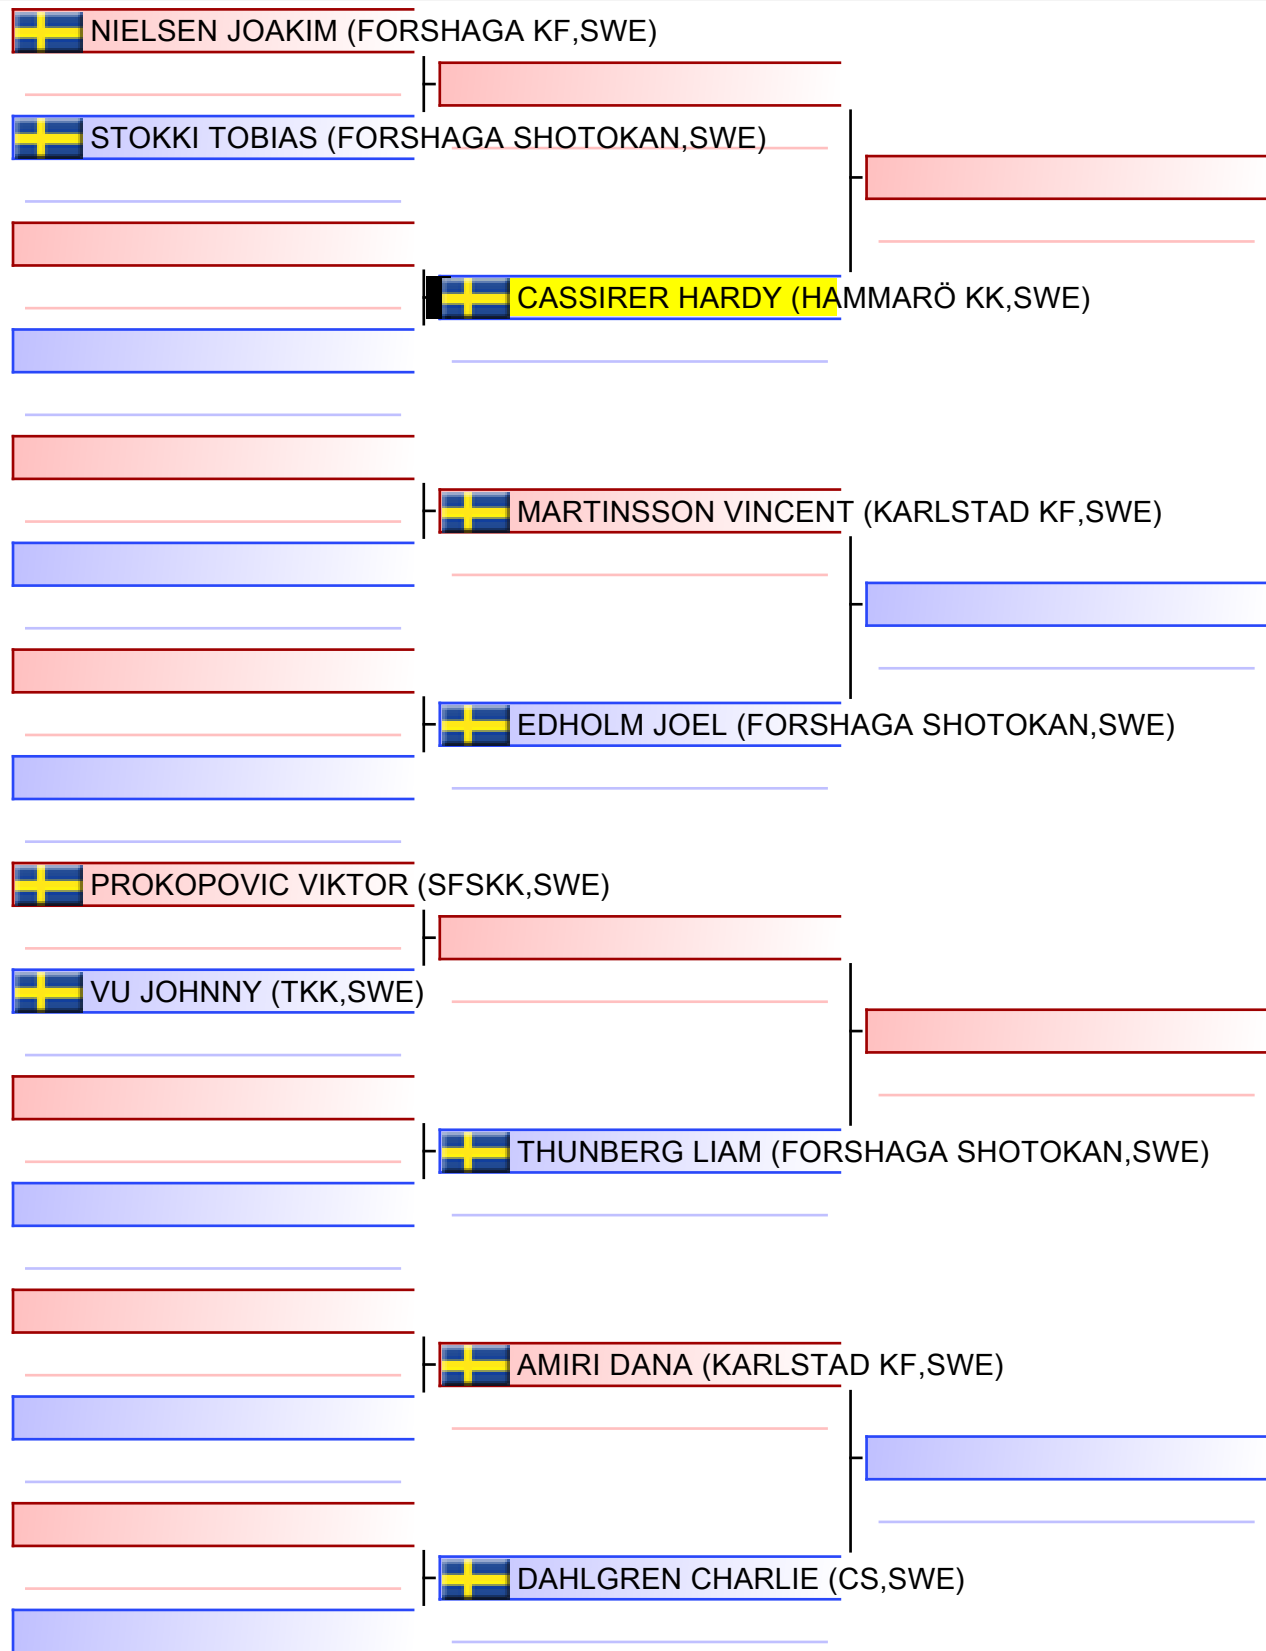 NIELSEN JOAKIM (FORSHAGA KF,SWE)
STOKKI TOBIAS (FORSHAGA SHOTOKAN,SWE)
CASSIRER HARDY (HAMMARÖ KK,SWE)
MARTINSSON VINCENT (KARLSTAD KF,SWE)
EDHOLM JOEL (FORSHAGA SHOTOKAN,SWE)
PROKOPOVIC VIKTOR (SFSKK,SWE)
VU JOHNNY (TKK,SWE)
THUNBERG LIAM (FORSHAGA SHOTOKAN,SWE)
AMIRI DANA (KARLSTAD KF,SWE)
DAHLGREN CHARLIE (CS,SWE)